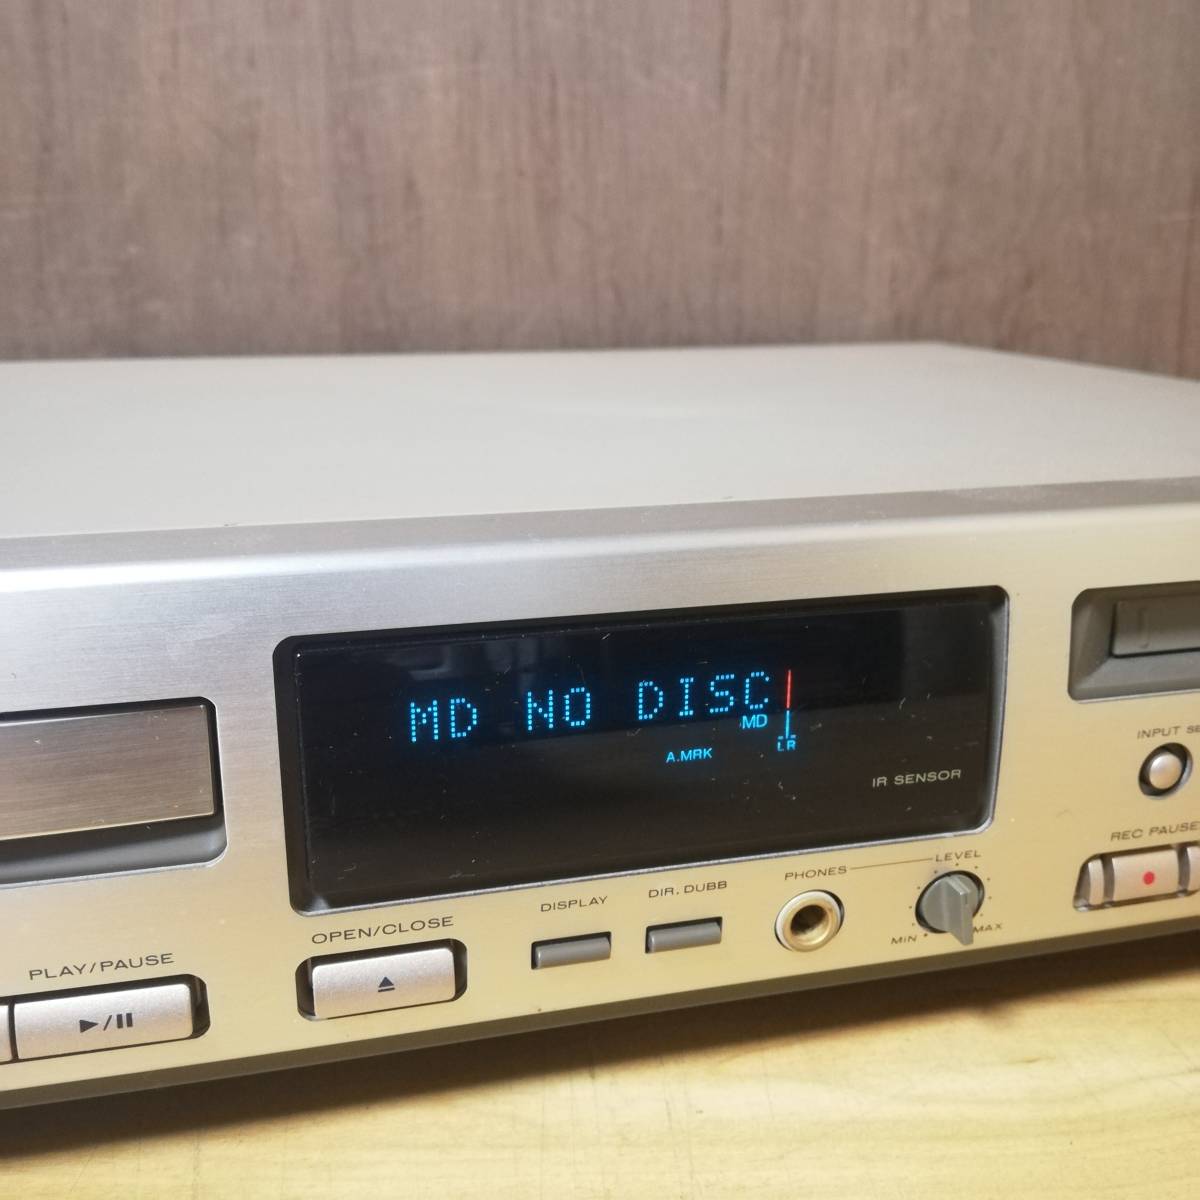 MD NO DISC
MD
A.MRK
LR
IR SENSOR
INPUT SE
REC PAUSE
PHONES
LEVEL
MIN
MAX
DISPLAY
DIR. DUBB
OPEN/CLOSE
PLAY/PAUSE